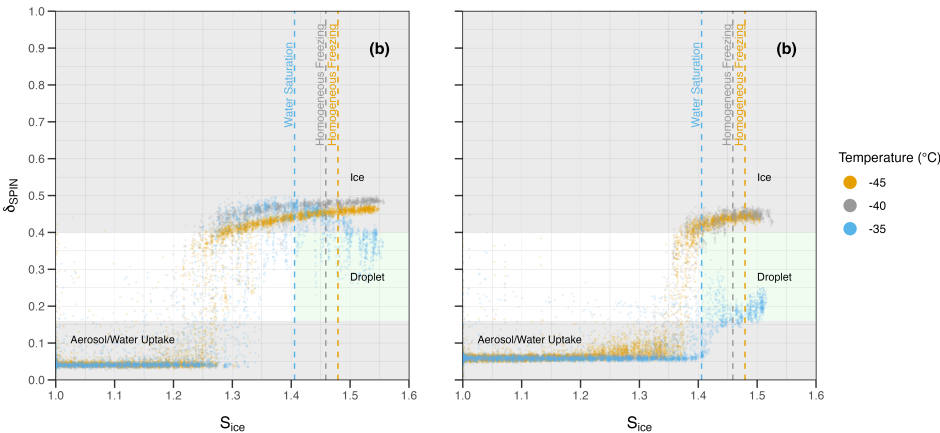 (b)
Water Saturation
Homogeneous Freezing
Homogeneous Freezing
Ice
Droplet
Aerosol/Water Uptake
δSPIN
1.0
0.9
0.8
0.7
0.6
0.5
0.4
0.3
0.2
0.1
0.0
1.0 1.1 1.2 1.3 1.4 1.5 1.6
Sice
(b)
Water Saturation
Homogeneous Freezing
Homogeneous Freezing
Ice
Droplet
Aerosol/Water Uptake
1.0 1.1 1.2 1.3 1.4 1.5 1.6
Sice
Temperature (°C)
-45
-40
-35